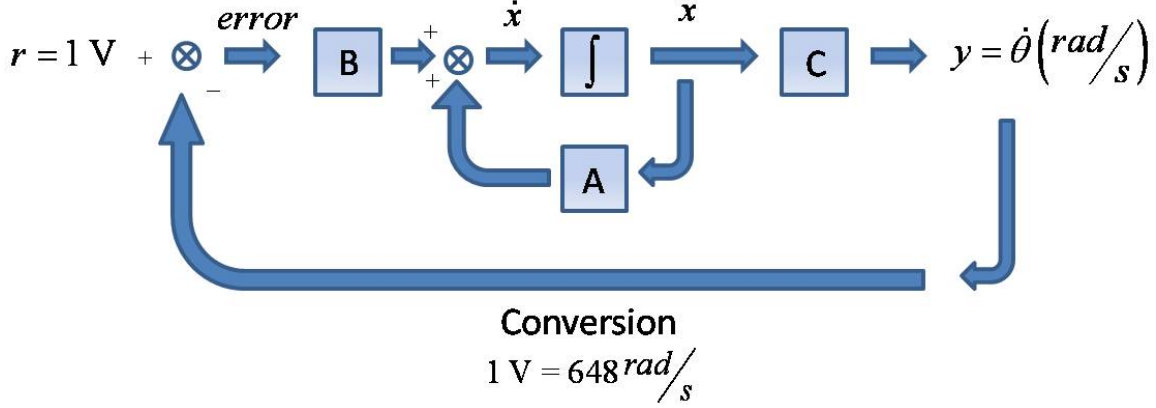 error
r = 1 V + ⊗ − B + ⊗ + ẋ ∫ x C y = θ̇(rad/s)
A
Conversion
1 V = 648 rad/s